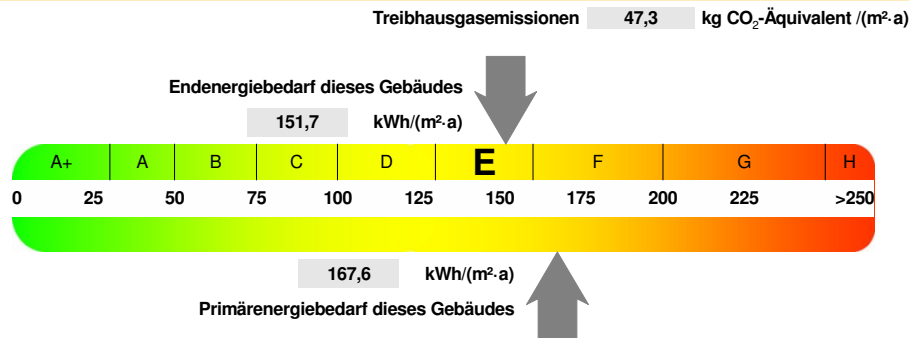 Treibhausgasemissionen 47,3 kg CO₂-Äquivalent /(m²·a)
Endenergiebedarf dieses Gebäudes
151,7 kWh/(m²·a)
A+ A B C D E F G H
0 25 50 75 100 125 150 175 200 225 >250
167,6 kWh/(m²·a)
Primärenergiebedarf dieses Gebäudes